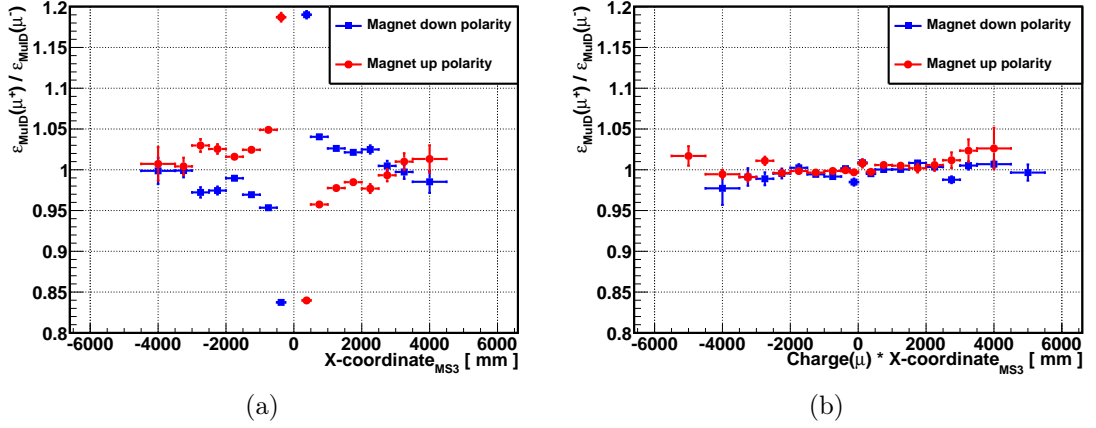 ε_MuID(μ⁺) / ε_MuID(μ⁻)
1.2
1.15
1.1
1.05
1
0.95
0.9
0.85
0.8
Magnet down polarity
Magnet up polarity
-6000 -4000 -2000 0 2000 4000 6000
X-coordinate_MS3 [ mm ]
(a)
ε_MuID(μ⁺) / ε_MuID(μ⁻)
1.2
1.15
1.1
1.05
1
0.95
0.9
0.85
0.8
Magnet down polarity
Magnet up polarity
-6000 -4000 -2000 0 2000 4000 6000
Charge(μ) * X-coordinate_MS3 [ mm ]
(b)